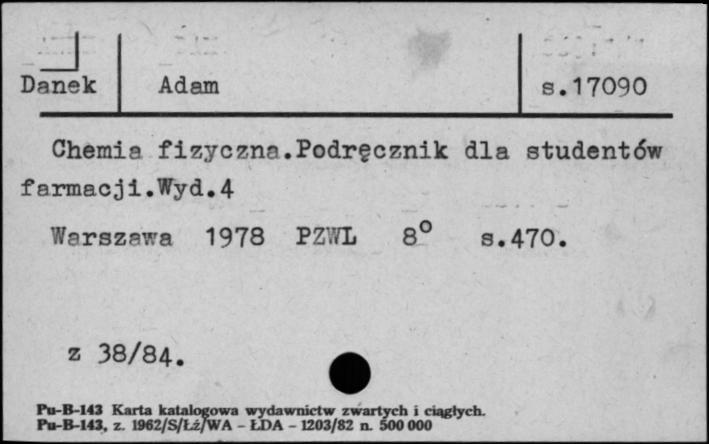 Danek Adam s.17090
Chemia fizyczna.Podręcznik dla studentów
farmacji.Wyd.4
Warszawa 1978 PZWL 8° s.470.
z 38/84.
Pu-B-143 Karta katalogowa wydawnictw zwartych i ciągłych.
Pu-B-143, z. 1962/S/Łź/WA - ŁDA - 1203/82 n. 500 000